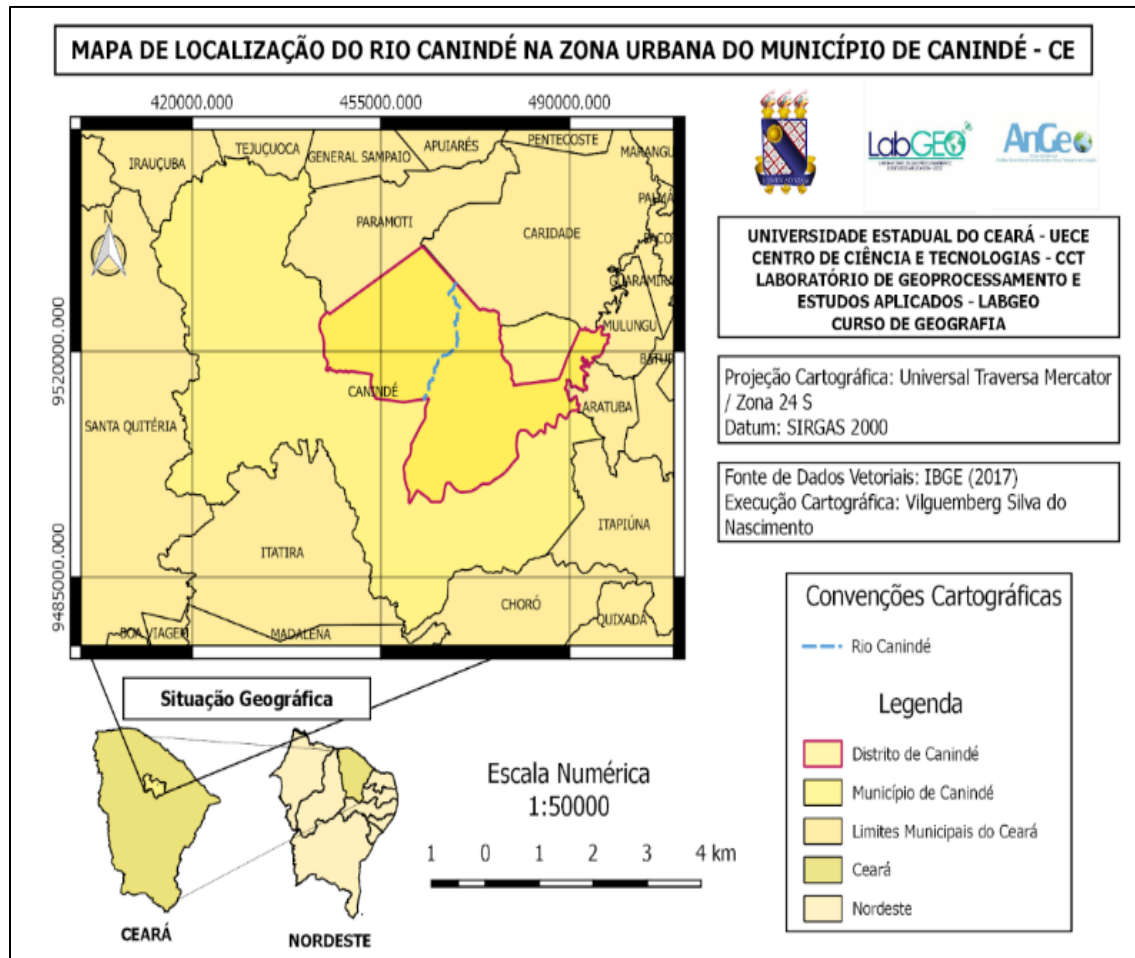 MAPA DE LOCALIZAÇÃO DO RIO CANINDÉ NA ZONA URBANA DO MUNICÍPIO DE CANINDÉ - CE
420000.000 455000.000 490000.000
IRAUÇUBA
TEJUÇUOCA
GENERAL SAMPAIO
APUIARÉS
PENTECOSTE
MARANGU
PALMÁ
PARAMOTI
CARIDADE
PACO
GUARAMIRA
N
MULUNGU
BATUR
CANINDÉ
ARATUBA
SANTA QUITÉRIA
ITAPIÚNA
ITATIRA
CHORÓ
QUIXADÁ
BOA VIAGEM
MADALENA
9520000.000
9485000.000
LabGEO
AnGeo
UNIVERSIDADE ESTADUAL DO CEARÁ - UECE
CENTRO DE CIÊNCIA E TECNOLOGIAS - CCT
LABORATÓRIO DE GEOPROCESSAMENTO E
ESTUDOS APLICADOS - LABGEO
CURSO DE GEOGRAFIA
Projeção Cartográfica: Universal Traversa Mercator
/ Zona 24 S
Datum: SIRGAS 2000
Fonte de Dados Vetoriais: IBGE (2017)
Execução Cartográfica: Vilguemberg Silva do
Nascimento
Convenções Cartográficas
Rio Canindé
Legenda
Distrito de Canindé
Município de Canindé
Limites Municipais do Ceará
Ceará
Nordeste
Situação Geográfica
CEARÁ
NORDESTE
Escala Numérica
1:50000
1 0 1 2 3 4 km